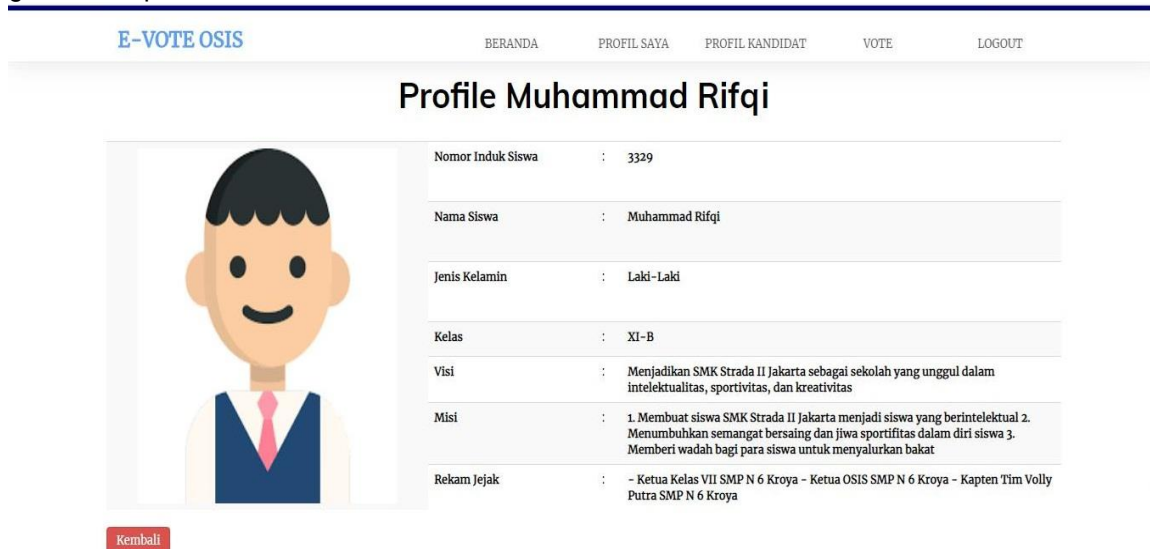 E-VOTE OSIS BERANDA PROFIL SAYA PROFIL KANDIDAT VOTE LOGOUT
Profile Muhammad Rifqi
Nomor Induk Siswa : 3329
Nama Siswa : Muhammad Rifqi
Jenis Kelamin : Laki-Laki
Kelas : XI-B
Visi : Menjadikan SMK Strada II Jakarta sebagai sekolah yang unggul dalam
intelektualitas, sportivitas, dan kreativitas
Misi : 1. Membuat siswa SMK Strada II Jakarta menjadi siswa yang berintelektual 2.
Menumbuhkan semangat bersaing dan jiwa sportifitas dalam diri siswa 3.
Memberi wadah bagi para siswa untuk menyalurkan bakat
Rekam Jejak : - Ketua Kelas VII SMP N 6 Kroya - Ketua OSIS SMP N 6 Kroya - Kapten Tim Volly
Putra SMP N 6 Kroya
Kembali